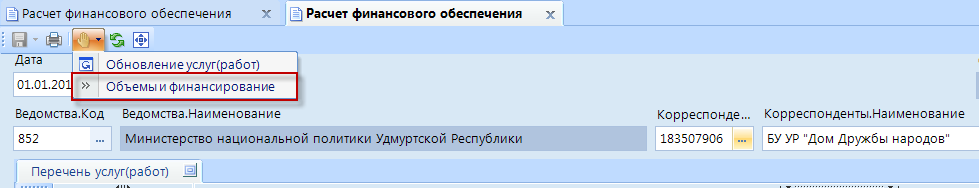 Расчет финансового обеспечения
Расчет финансового обеспечения
Обновление услуг(работ)
Дата
Объемы и финансирование
01.01.201
Ведомства.Код
Ведомства.Наименование
Корреспонде...
Корреспонденты.Наименование
852 ...
Министерство национальной политики Удмуртской Республики
183507906 ...
БУ УР "Дом Дружбы народов"
Перечень услуг(работ)